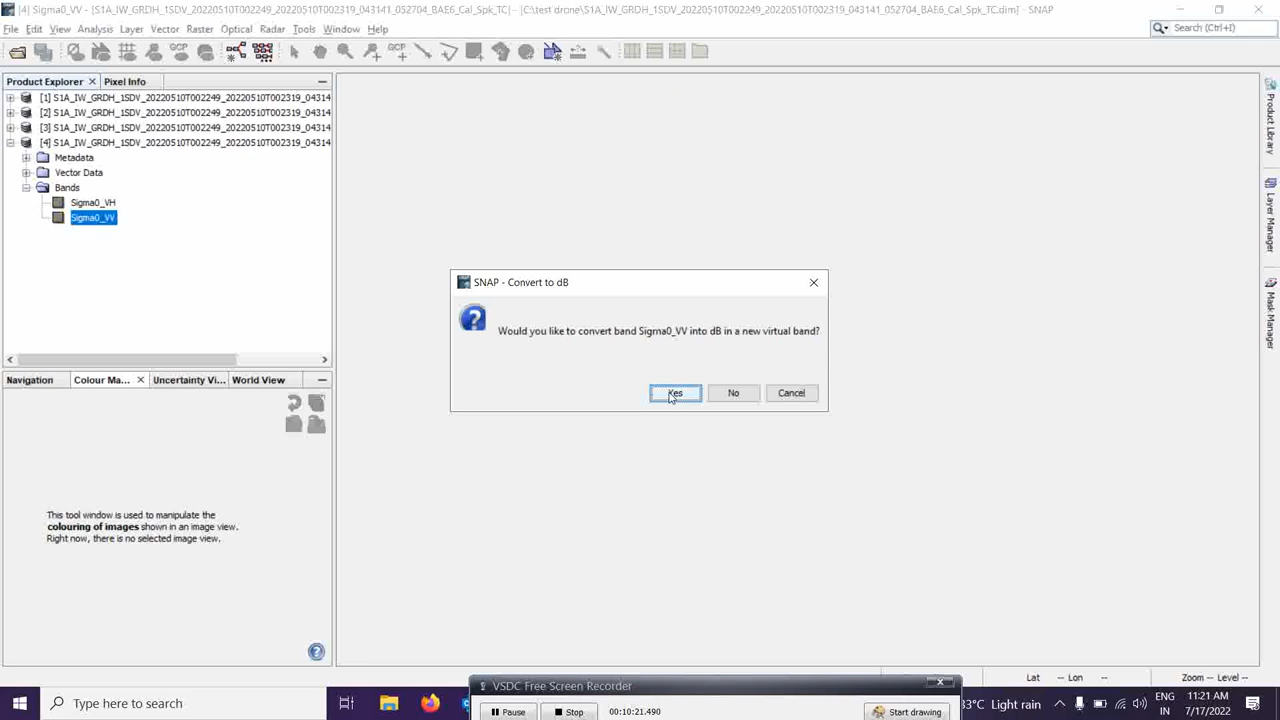 [4] Sigma0_VV - [S1A_IW_GRDH_1SDV_20220510T002249_20220510T002319_043141_052704_BAE6_Cal_Spk_TC] - [C:\test drone\S1A_IW_GRDH_1SDV_20220510T002249_20220510T002319_043141_052704_BAE6_Cal_Spk_TC.dim] - SNAP
File Edit View Analysis Layer Vector Raster Optical Radar Tools Window Help
Search (Ctrl+I)
GCP GCP
Product Explorer Pixel Info
[1] S1A_IW_GRDH_1SDV_20220510T002249_20220510T002319_04314
[2] S1A_IW_GRDH_1SDV_20220510T002249_20220510T002319_04314
[3] S1A_IW_GRDH_1SDV_20220510T002249_20220510T002319_04314
[4] S1A_IW_GRDH_1SDV_20220510T002249_20220510T002319_04314
Metadata
Vector Data
Bands
Sigma0_VH
Sigma0_VV
Product Library
Layer Manager
Mask Manager
SNAP - Convert to dB
Would you like to convert band Sigma0_VV into dB in a new virtual band?
Yes No Cancel
Navigation Colour Ma... Uncertainty Vi... World View
This tool window is used to manipulate the
colouring of images shown in an image view.
Right now, there is no selected image view.
Lat -- Lon -- Zoom -- Level --
VSDC Free Screen Recorder
Pause Stop 00:10:21.490 Start drawing
Type here to search
3°C Light rain
ENG
IN
11:21 AM
7/17/2022